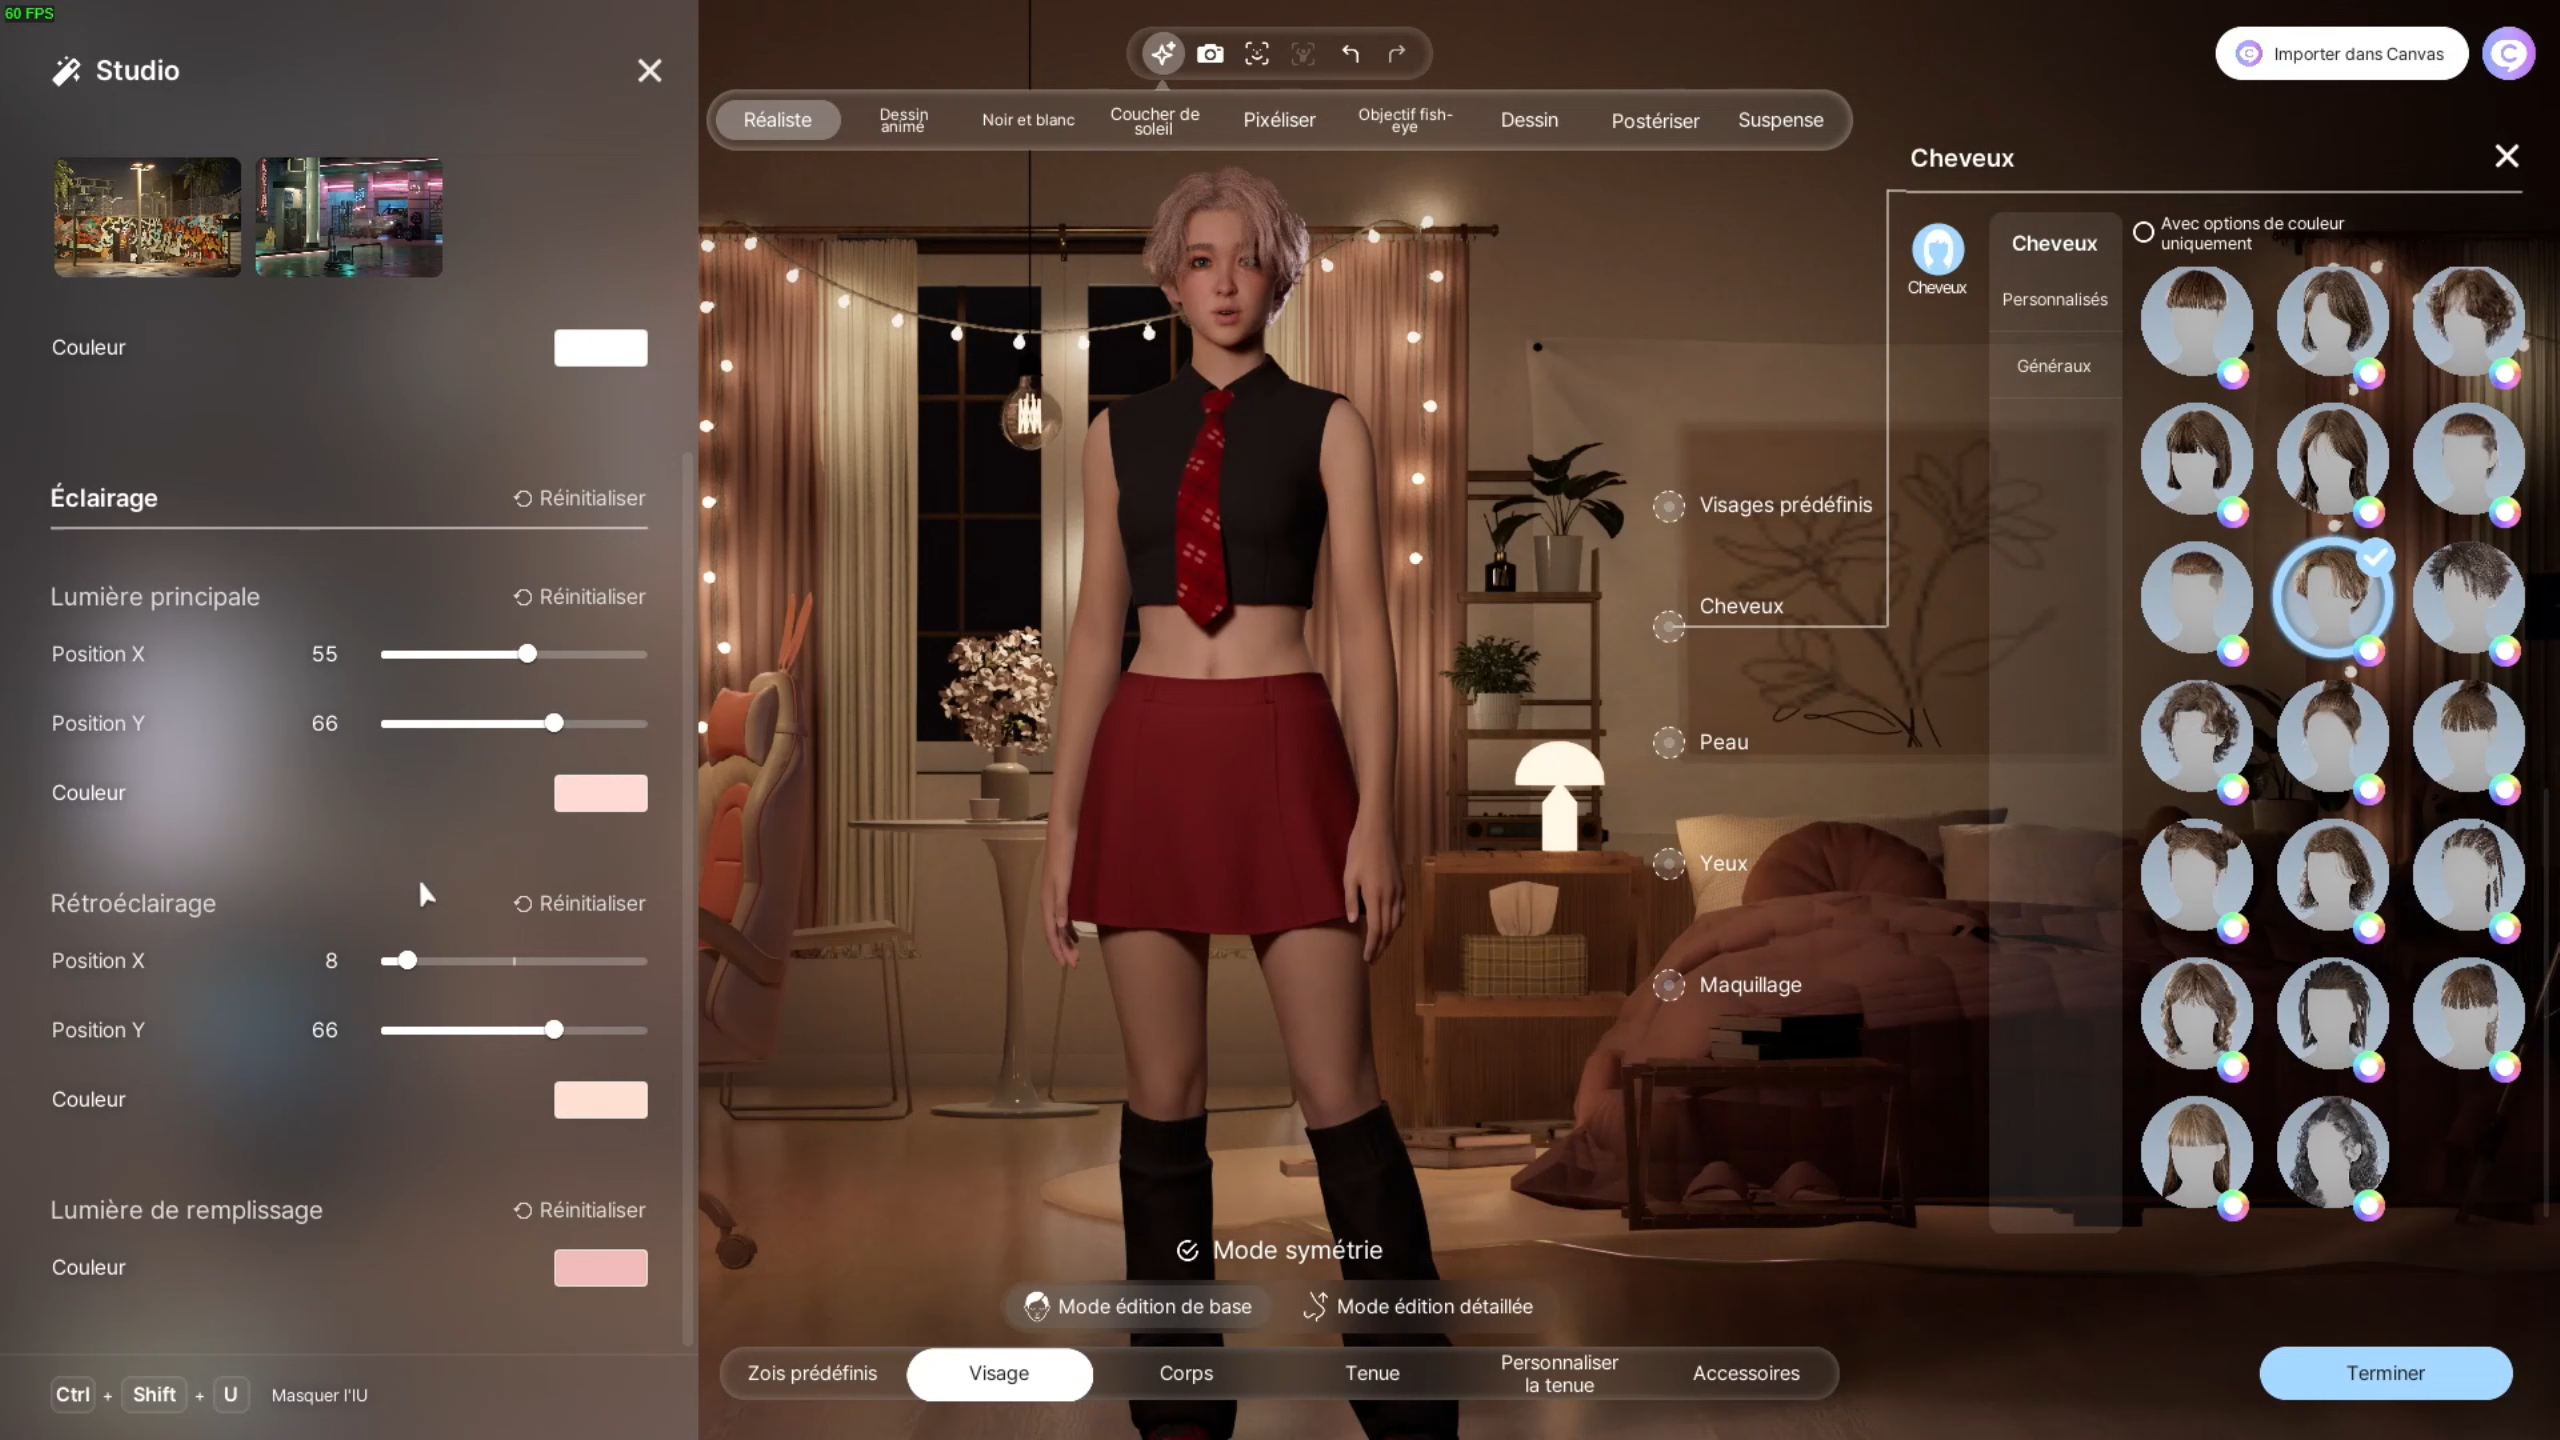 60 FPS
Studio
Importer dans Canvas
Réaliste
Dessin
animé
Noir et blanc
Coucher de
soleil
Pixéliser
Objectif fish-
eye
Dessin
Postériser
Suspense
Couleur
Éclairage
Réinitialiser
Lumière principale
Réinitialiser
Position X
55
Position Y
66
Couleur
Rétroéclairage
Réinitialiser
Position X
8
Position Y
66
Couleur
Lumière de remplissage
Réinitialiser
Couleur
Ctrl + Shift + U Masquer l'IU
Visages prédéfinis
Cheveux
Peau
Yeux
Maquillage
Cheveux
Cheveux
Cheveux
Personnalisés
Généraux
Avec options de couleur
uniquement
Mode symétrie
Mode édition de base
Mode édition détaillée
Zois prédéfinis
Visage
Corps
Tenue
Personnaliser
la tenue
Accessoires
Terminer